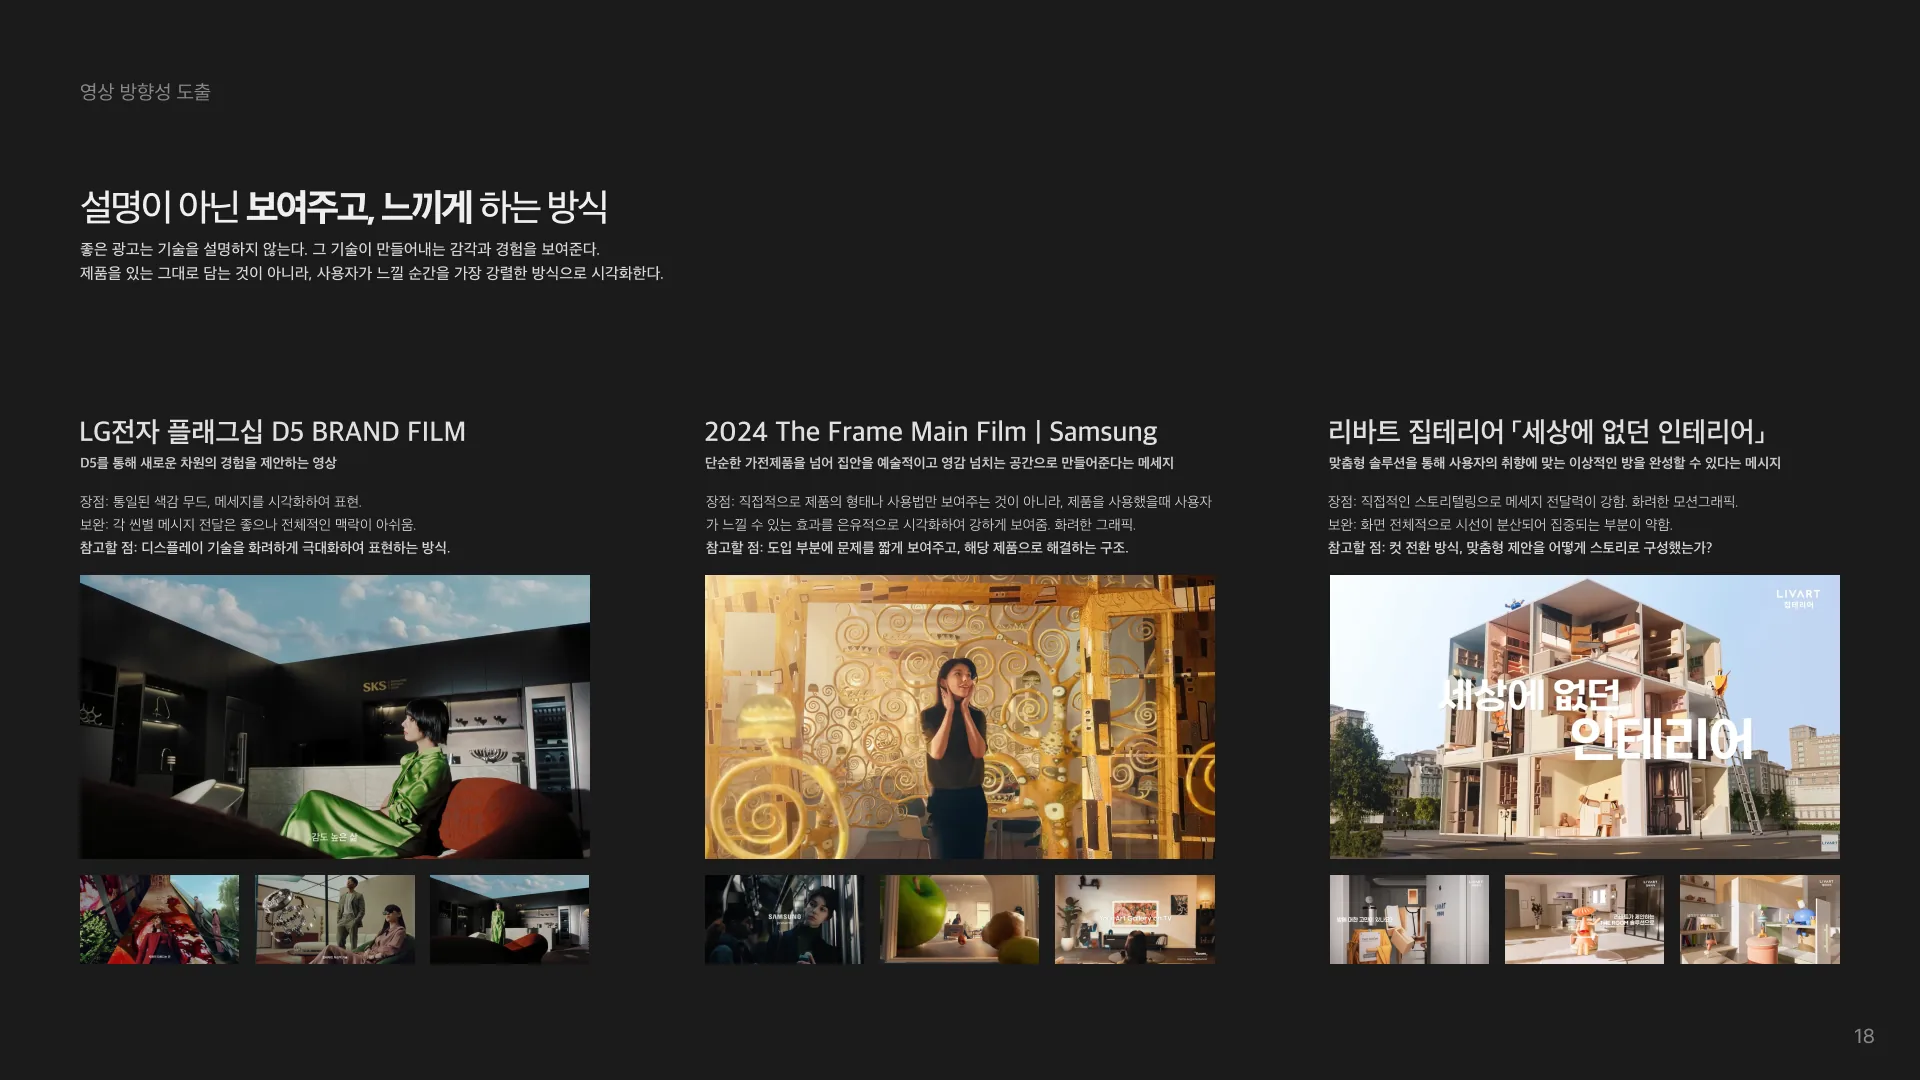 영상 방향성 도출
설명이 아닌 보여주고, 느끼게 하는 방식
좋은 광고는 기술을 설명하지 않는다. 그 기술이 만들어내는 감각과 경험을 보여준다.
제품을 있는 그대로 담는 것이 아니라, 사용자가 느낄 순간을 가장 강렬한 방식으로 시각화한다.
LG전자 플래그십 D5 BRAND FILM
D5를 통해 새로운 차원의 경험을 제안하는 영상
장점: 통일된 색감 무드, 메세지를 시각화하여 표현.
보완: 각 씬별 메시지 전달은 좋으나 전체적인 맥락이 아쉬움.
참고할 점: 디스플레이 기술을 화려하게 극대화하여 표현하는 방식.
SKS
감도 높은 삶
2024 The Frame Main Film | Samsung
단순한 가전제품을 넘어 집안을 예술적이고 영감 넘치는 공간으로 만들어준다는 메세지
장점: 직접적으로 제품의 형태나 사용법만 보여주는 것이 아니라, 제품을 사용했을때 사용자
가 느낄 수 있는 효과를 은유적으로 시각화하여 강하게 보여줌. 화려한 그래픽.
참고할 점: 도입 부분에 문제를 짧게 보여주고, 해당 제품으로 해결하는 구조.
SAMSUNG
Art Gallery on TV
리바트 집테리어 「세상에 없던 인테리어」
맞춤형 솔루션을 통해 사용자의 취향에 맞는 이상적인 방을 완성할 수 있다는 메시지
장점: 직접적인 스토리텔링으로 메세지 전달력이 강함. 화려한 모션그래픽.
보완: 화면 전체적으로 시선이 분산되어 집중되는 부분이 약함.
참고할 점: 컷 전환 방식, 맞춤형 제안을 어떻게 스토리로 구성했는가?
LIVART
집테리어
세상에 없던
인테리어
LIVART
리바트가 제안하는
THE ROOM 솔루션으로
18